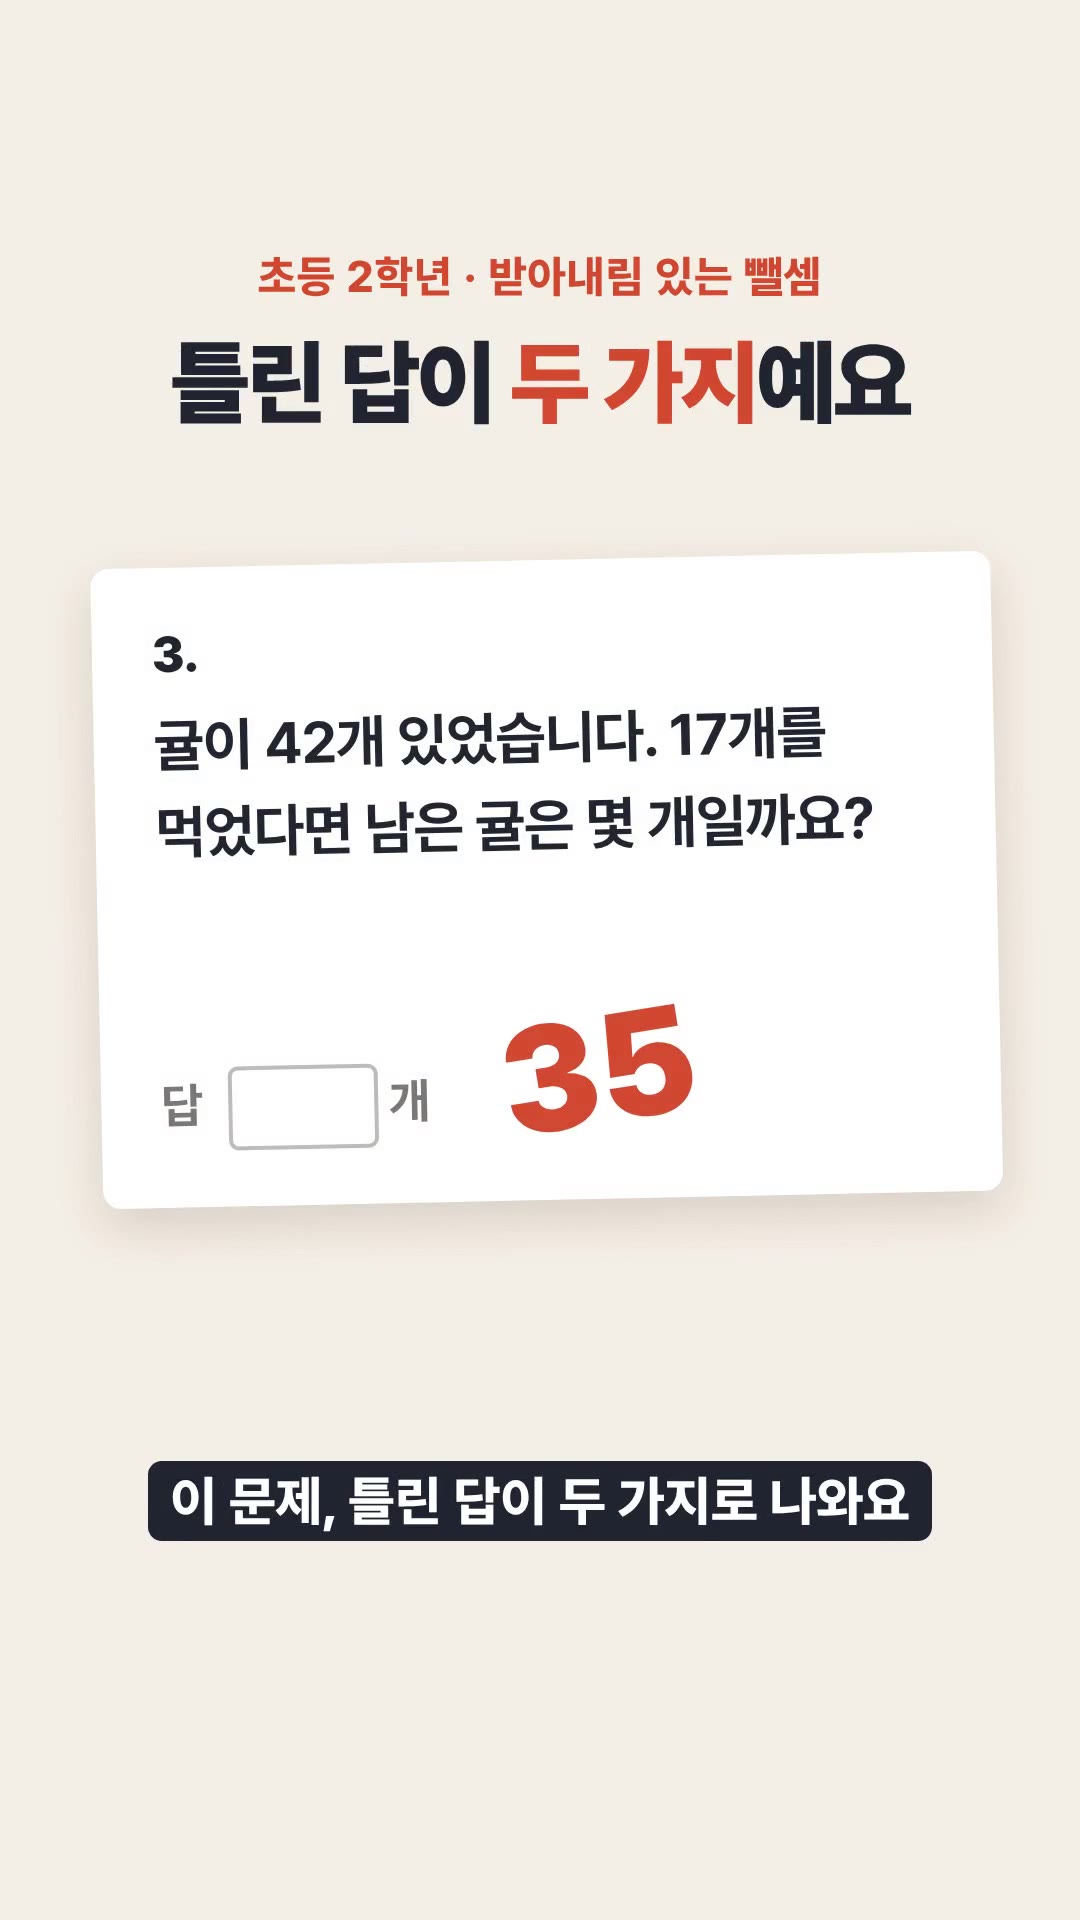 초등 2학년 · 받아내림 있는 뺄셈
틀린 답이 두 가지예요
3.
귤이 42개 있었습니다. 17개를
먹었다면 남은 귤은 몇 개일까요?
답 개 35
이 문제, 틀린 답이 두 가지로 나와요